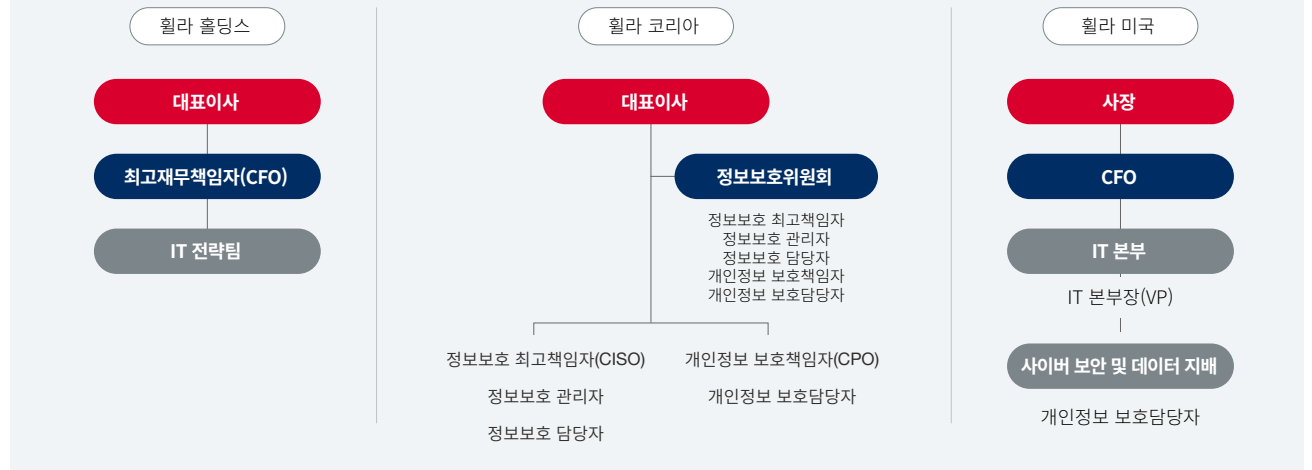 휠라 홀딩스
대표이사
최고재무책임자(CFO)
IT 전략팀
휠라 코리아
대표이사
정보보호위원회
정보보호 최고책임자
정보보호 관리자
정보보호 담당자
개인정보 보호책임자
개인정보 보호담당자
정보보호 최고책임자(CISO)
정보보호 관리자
정보보호 담당자
개인정보 보호책임자(CPO)
개인정보 보호담당자
휠라 미국
사장
CFO
IT 본부
IT 본부장(VP)
사이버 보안 및 데이터 지배
개인정보 보호담당자